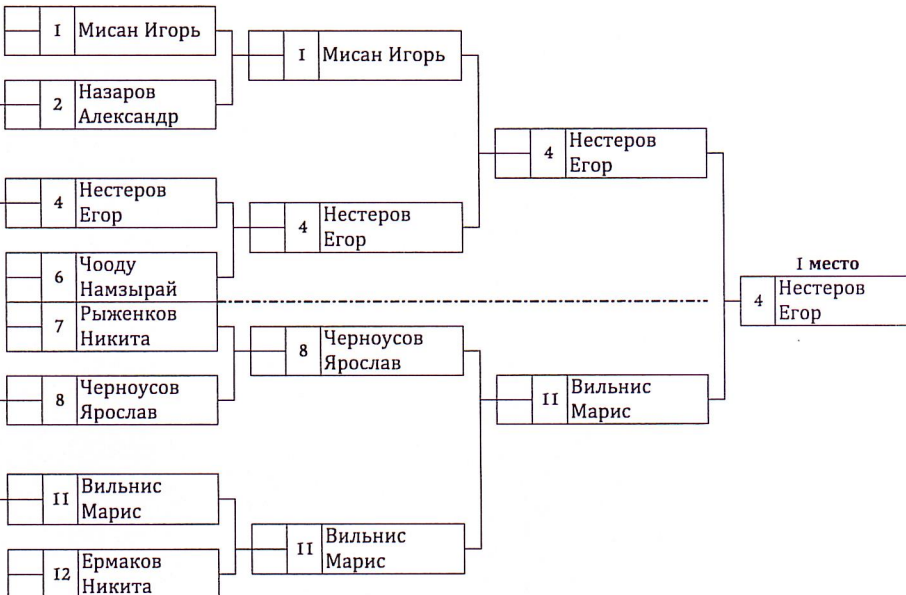 I Мисан Игорь
2 Назаров
Александр
4 Нестеров
Егор
6 Чооду
Намзырай
7 Рыженков
Никита
8 Черноусов
Ярослав
II Вильнис
Марис
I2 Ермаков
Никита
I Мисан Игорь
4 Нестеров
Егор
8 Черноусов
Ярослав
II Вильнис
Марис
4 Нестеров
Егор
II Вильнис
Марис
I место
4 Нестеров
Егор